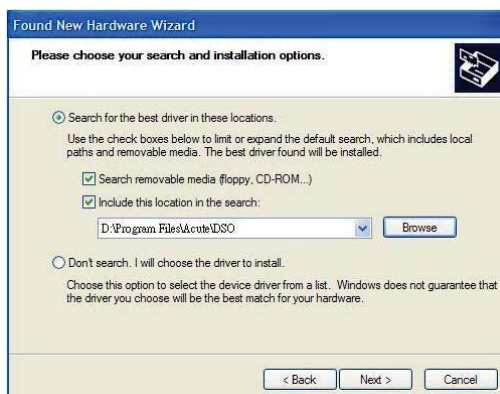 Found New Hardware Wizard
Please choose your search and installation options.
Search for the best driver in these locations.
Use the check boxes below to limit or expand the default search, which includes local
paths and removable media. The best driver found will be installed.
Search removable media (floppy, CD-ROM...)
Include this location in the search:
D:\Program Files\Acute\DSO
Browse
Don't search. I will choose the driver to install.
Choose this option to select the device driver from a list. Windows does not guarantee that
the driver you choose will be the best match for your hardware.
< Back Next > Cancel